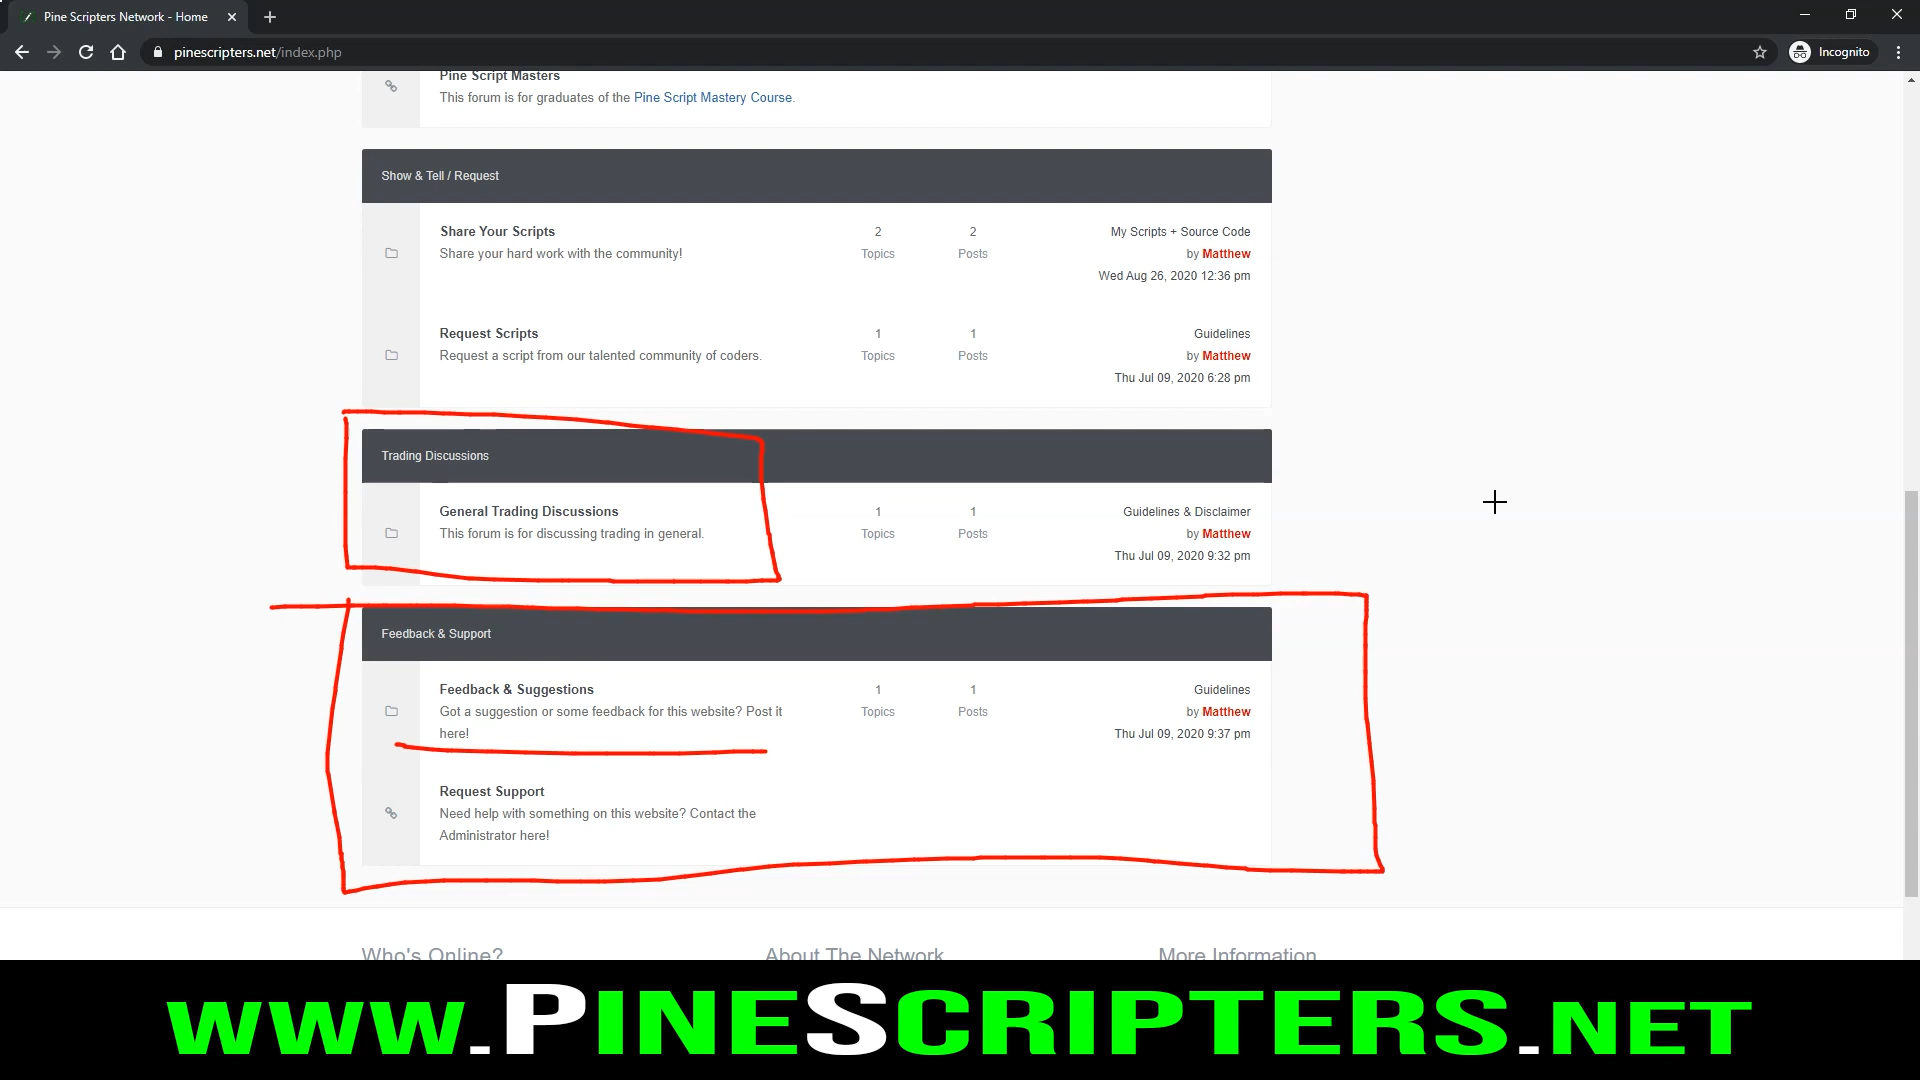 Pine Scripters Network - Home
pinescripters.net/index.php
Incognito
Pine Script Masters
This forum is for graduates of the Pine Script Mastery Course.
Show & Tell / Request
Share Your Scripts
Share your hard work with the community!
2
Topics
2
Posts
My Scripts + Source Code
by Matthew
Wed Aug 26, 2020 12:36 pm
Request Scripts
Request a script from our talented community of coders.
1
Topics
1
Posts
Guidelines
by Matthew
Thu Jul 09, 2020 6:28 pm
Trading Discussions
General Trading Discussions
This forum is for discussing trading in general.
1
Topics
1
Posts
Guidelines & Disclaimer
by Matthew
Thu Jul 09, 2020 9:32 pm
Feedback & Support
Feedback & Suggestions
Got a suggestion or some feedback for this website? Post it
here!
1
Topics
1
Posts
Guidelines
by Matthew
Thu Jul 09, 2020 9:37 pm
Request Support
Need help with something on this website? Contact the
Administrator here!
Who's Online?
About The Network
More Information
www.PineScripters.net